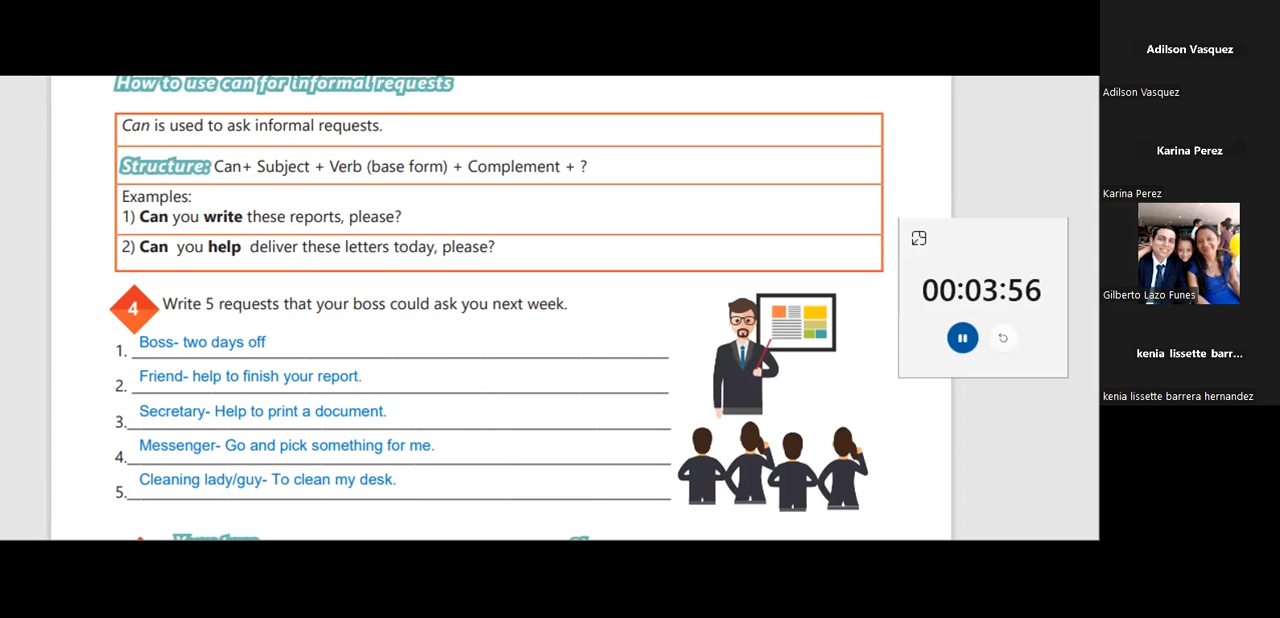 How to use can for informal requests
Can is used to ask informal requests.
Structure: Can+ Subject + Verb (base form) + Complement + ?
Examples:
1) Can you write these reports, please?
2) Can you help deliver these letters today, please?
4 Write 5 requests that your boss could ask you next week.
1. Boss- two days off
2. Friend- help to finish your report.
3. Secretary- Help to print a document.
4. Messenger- Go and pick something for me.
5. Cleaning lady/guy- To clean my desk.
00:03:56
Adilson Vasquez
Adilson Vasquez
Karina Perez
Karina Perez
Gilberto Lazo Funes
kenia lissette barr...
kenia lissette barrera hernandez